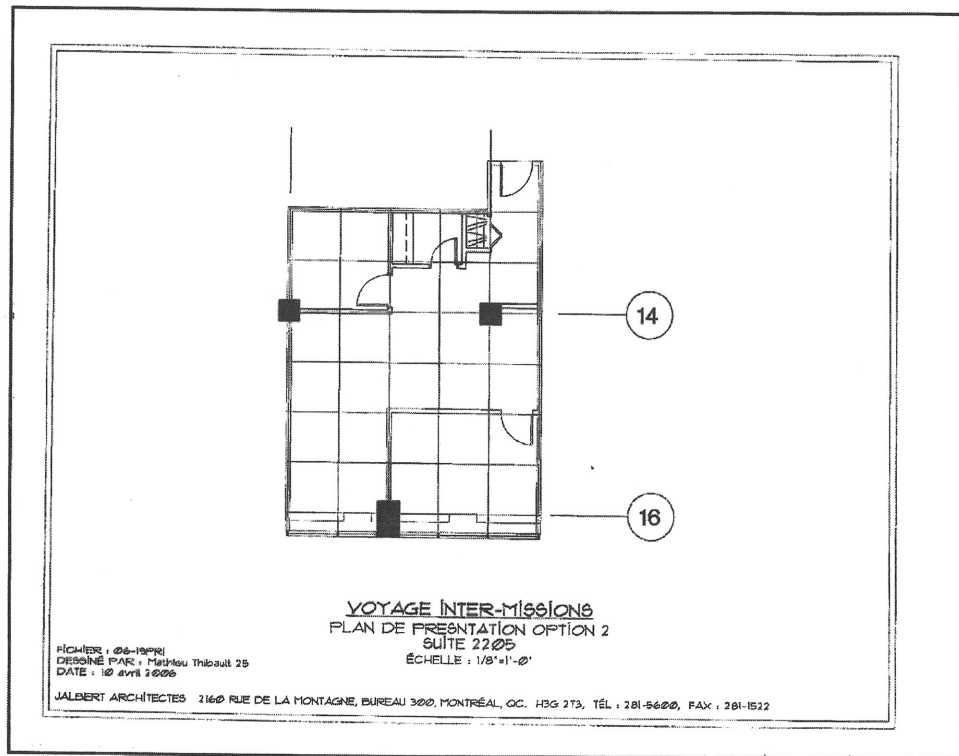 14
16
VOYAGE INTER-MISSIONS
PLAN DE PRESNTATION OPTION 2
SUITE 2205
ÉCHELLE : 1/8"=1'-0"
FICHIER : 06-19PR1
DESSINÉ PAR : Mathieu Thibault 25
DATE : 10 avril 2006
JALBERT ARCHITECTES 2160 RUE DE LA MONTAGNE, BUREAU 300, MONTRÉAL, QC. H3G 2T3, TÉL : 281-5600, FAX : 281-1522